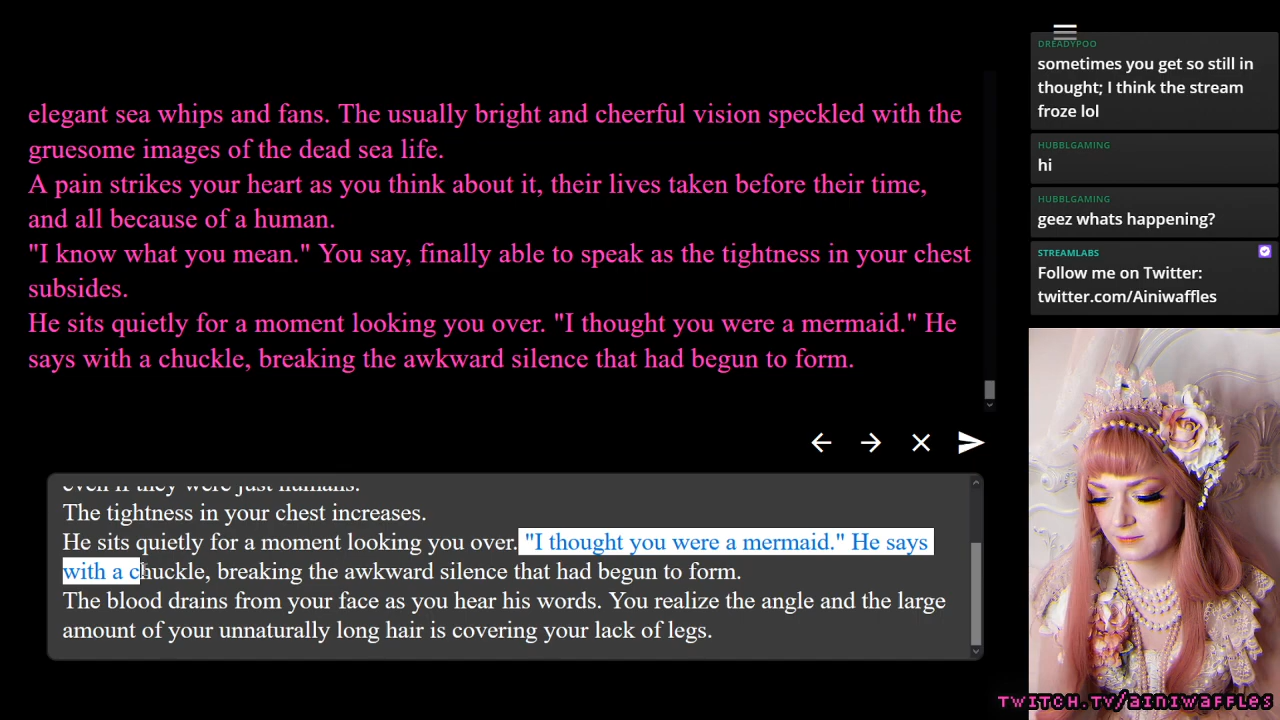 elegant sea whips and fans. The usually bright and cheerful vision speckled with the
gruesome images of the dead sea life.
A pain strikes your heart as you think about it, their lives taken before their time,
and all because of a human.
"I know what you mean." You say, finally able to speak as the tightness in your chest
subsides.
He sits quietly for a moment looking you over. "I thought you were a mermaid." He
says with a chuckle, breaking the awkward silence that had begun to form.
even if they were just humans.
The tightness in your chest increases.
He sits quietly for a moment looking you over. "I thought you were a mermaid." He says
with a chuckle, breaking the awkward silence that had begun to form.
The blood drains from your face as you hear his words. You realize the angle and the large
amount of your unnaturally long hair is covering your lack of legs.
DREADYPOO
sometimes you get so still in
thought; I think the stream
froze lol
HUBBLGAMING
hi
HUBBLGAMING
geez whats happening?
STREAMLABS
Follow me on Twitter:
twitter.com/Ainiwaffles
TWITCH.TV/AINIWAFFLES